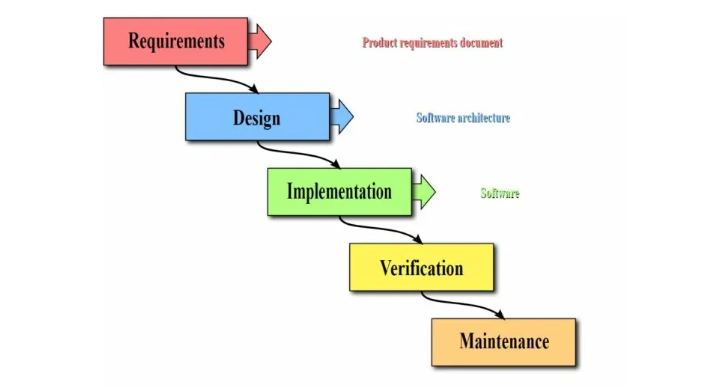 Requirements
Product requirements document
Design
Software architecture
Implementation
Software
Verification
Maintenance